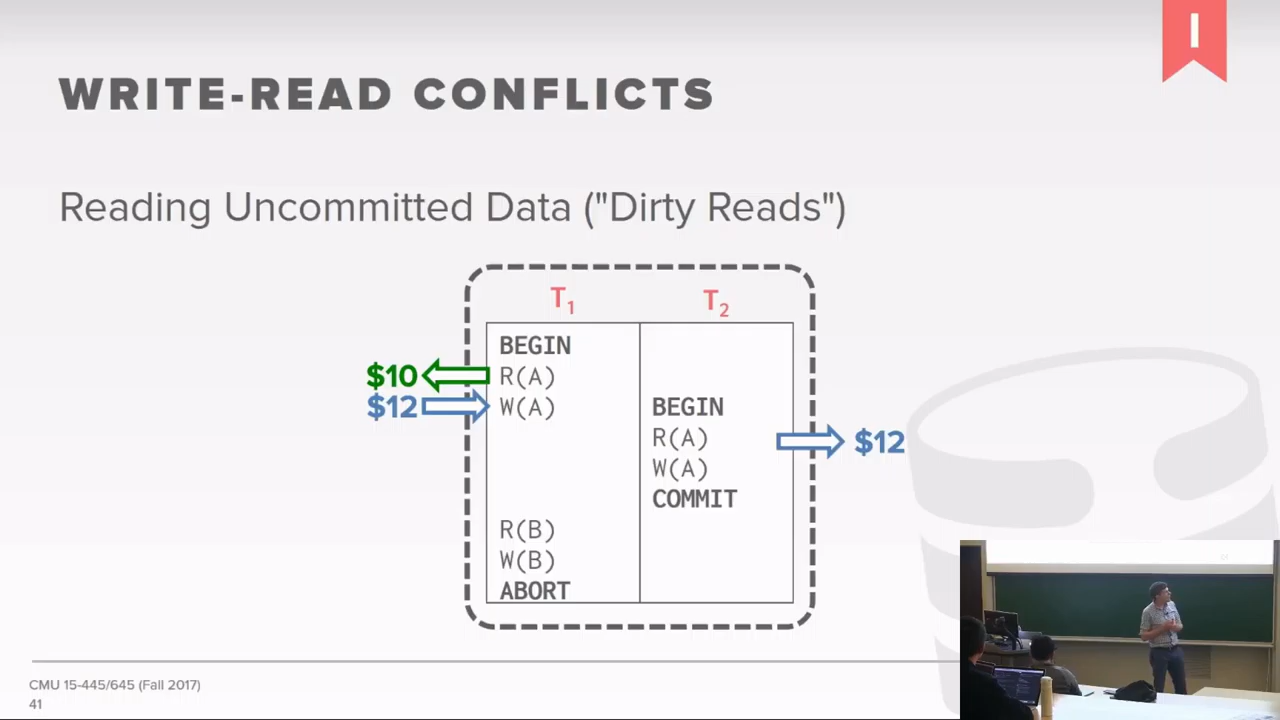 I
WRITE-READ CONFLICTS
Reading Uncommitted Data ("Dirty Reads")
T1 T2
BEGIN
$10 R(A)
$12 W(A) BEGIN
R(A) $12
W(A)
COMMIT
R(B)
W(B)
ABORT
CMU 15-445/645 (Fall 2017)
41